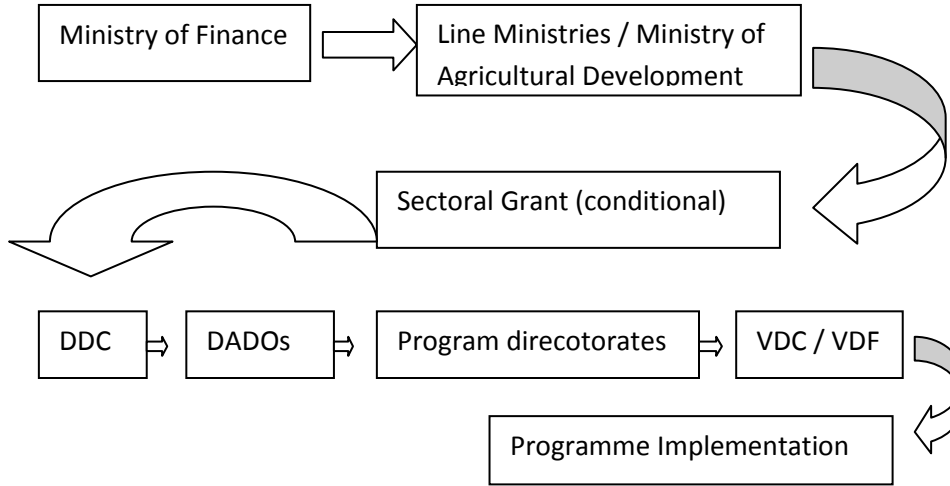 Ministry of Finance
Line Ministries / Ministry of
Agricultural Development
Sectoral Grant (conditional)
DDC
DADOs
Program direcotorates
VDC / VDF
Programme Implementation